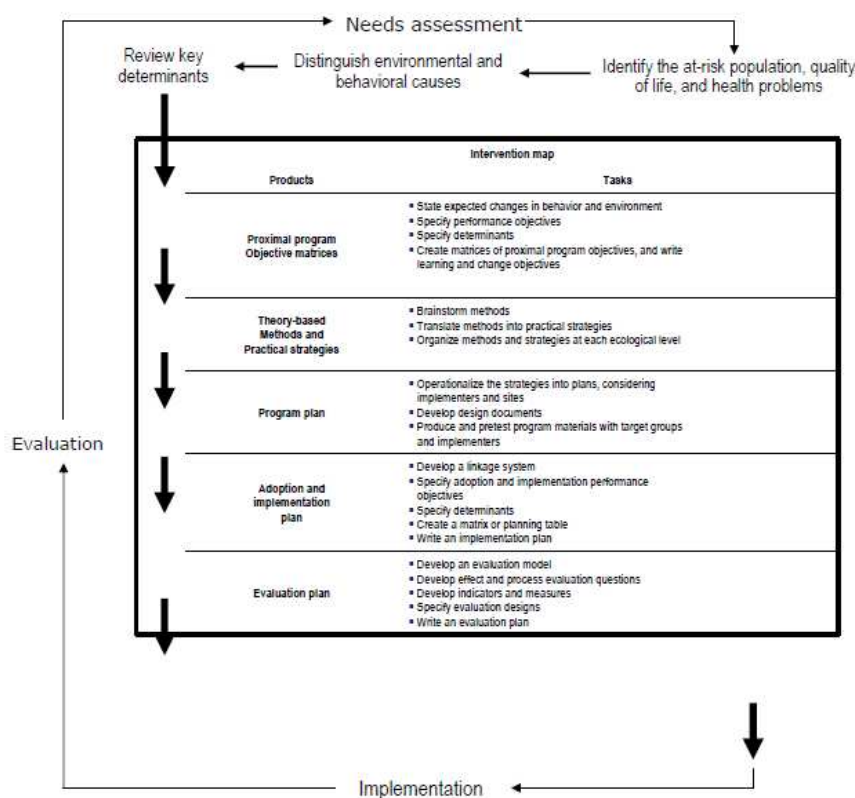 Needs assessment
Review key
determinants
Distinguish environmental and
behavioral causes
Identify the at-risk population, quality
of life, and health problems
Intervention map
Products
Tasks
Proximal program
Objective matrices
▪ State expected changes in behavior and environment
▪ Specify performance objectives
▪ Specify determinants
▪ Create matrices of proximal program objectives, and write
learning and change objectives
Theory-based
Methods and
Practical strategies
▪ Brainstorm methods
▪ Translate methods into practical strategies
▪ Organize methods and strategies at each ecological level
Program plan
▪ Operationalize the strategies into plans, considering
implementers and sites
▪ Develop design documents
▪ Produce and pretest program materials with target groups
and implementers
Adoption and
implementation
plan
▪ Develop a linkage system
▪ Specify adoption and implementation performance
objectives
▪ Specify determinants
▪ Create a matrix or planning table
▪ Write an implementation plan
Evaluation plan
▪ Develop an evaluation model
▪ Develop effect and process evaluation questions
▪ Develop indicators and measures
▪ Specify evaluation designs
▪ Write an evaluation plan
Evaluation
Implementation